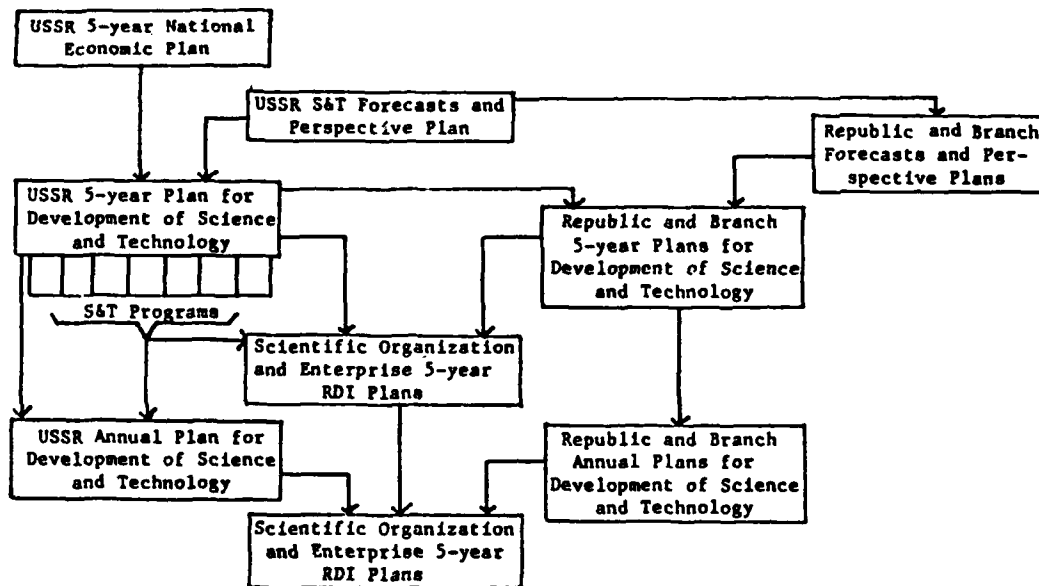 USSR 5-year National
Economic Plan
USSR S&T Forecasts and
Perspective Plan
Republic and Branch
Forecasts and Per-
spective Plans
USSR 5-year Plan for
Development of Science
and Technology
Republic and Branch
5-year Plans for
Development of Science
and Technology
S&T Programs
Scientific Organization
and Enterprise 5-year
RDI Plans
USSR Annual Plan for
Development of Science
and Technology
Republic and Branch
Annual Plans for
Development of Science
and Technology
Scientific Organization
and Enterprise 5-year
RDI Plans